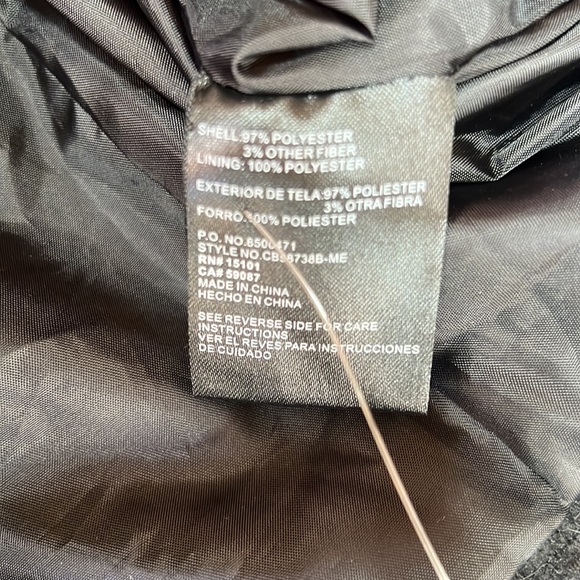 SHELL:97% POLYESTER
3% OTHER FIBER
LINING: 100% POLYESTER
EXTERIOR DE TELA:97% POLIESTER
3% OTRA FIBRA
FORRO:100% POLIESTER
P.O. NO.8500471
STYLE NO.CB98738B-ME
RN# 15101
CA# 59087
MADE IN CHINA
HECHO EN CHINA
SEE REVERSE SIDE FOR CARE
INSTRUCTIONS
VER EL REVES PARA INSTRUCCIONES
DE CUIDADO